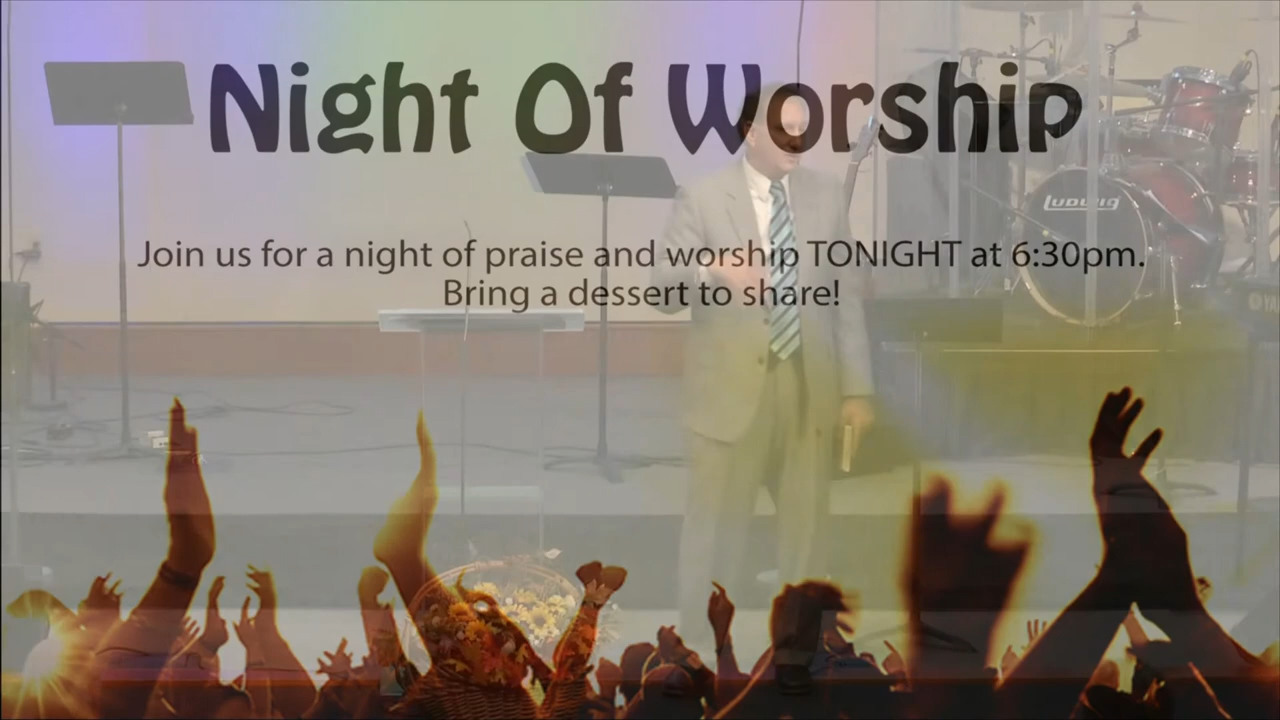 Night Of Worship
LUDWIG
Join us for a night of praise and worship TONIGHT at 6:30pm.
Bring a dessert to share!